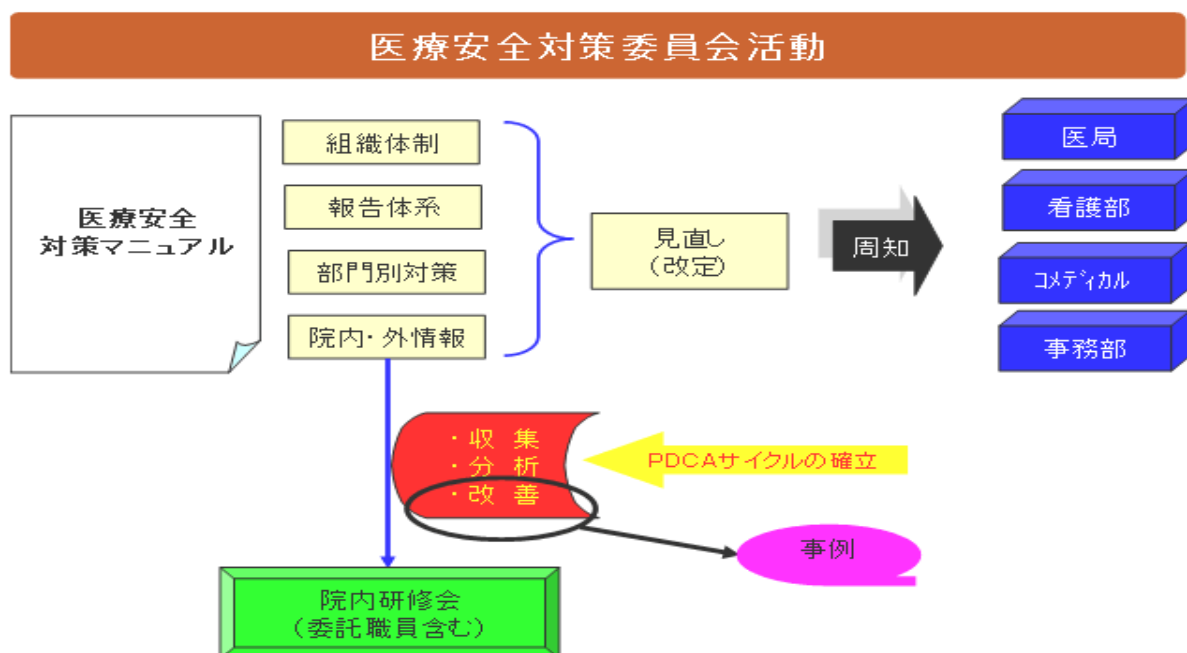 医療安全対策委員会活動
医療安全
対策マニュアル
組織体制
報告体系
部門別対策
院内・外情報
見直し
(改定)
周知
医局
看護部
コメディカル
事務部
・収 集
・分 析
・改 善
PDCAサイクルの確立
事例
院内研修会
(委託職員含む)